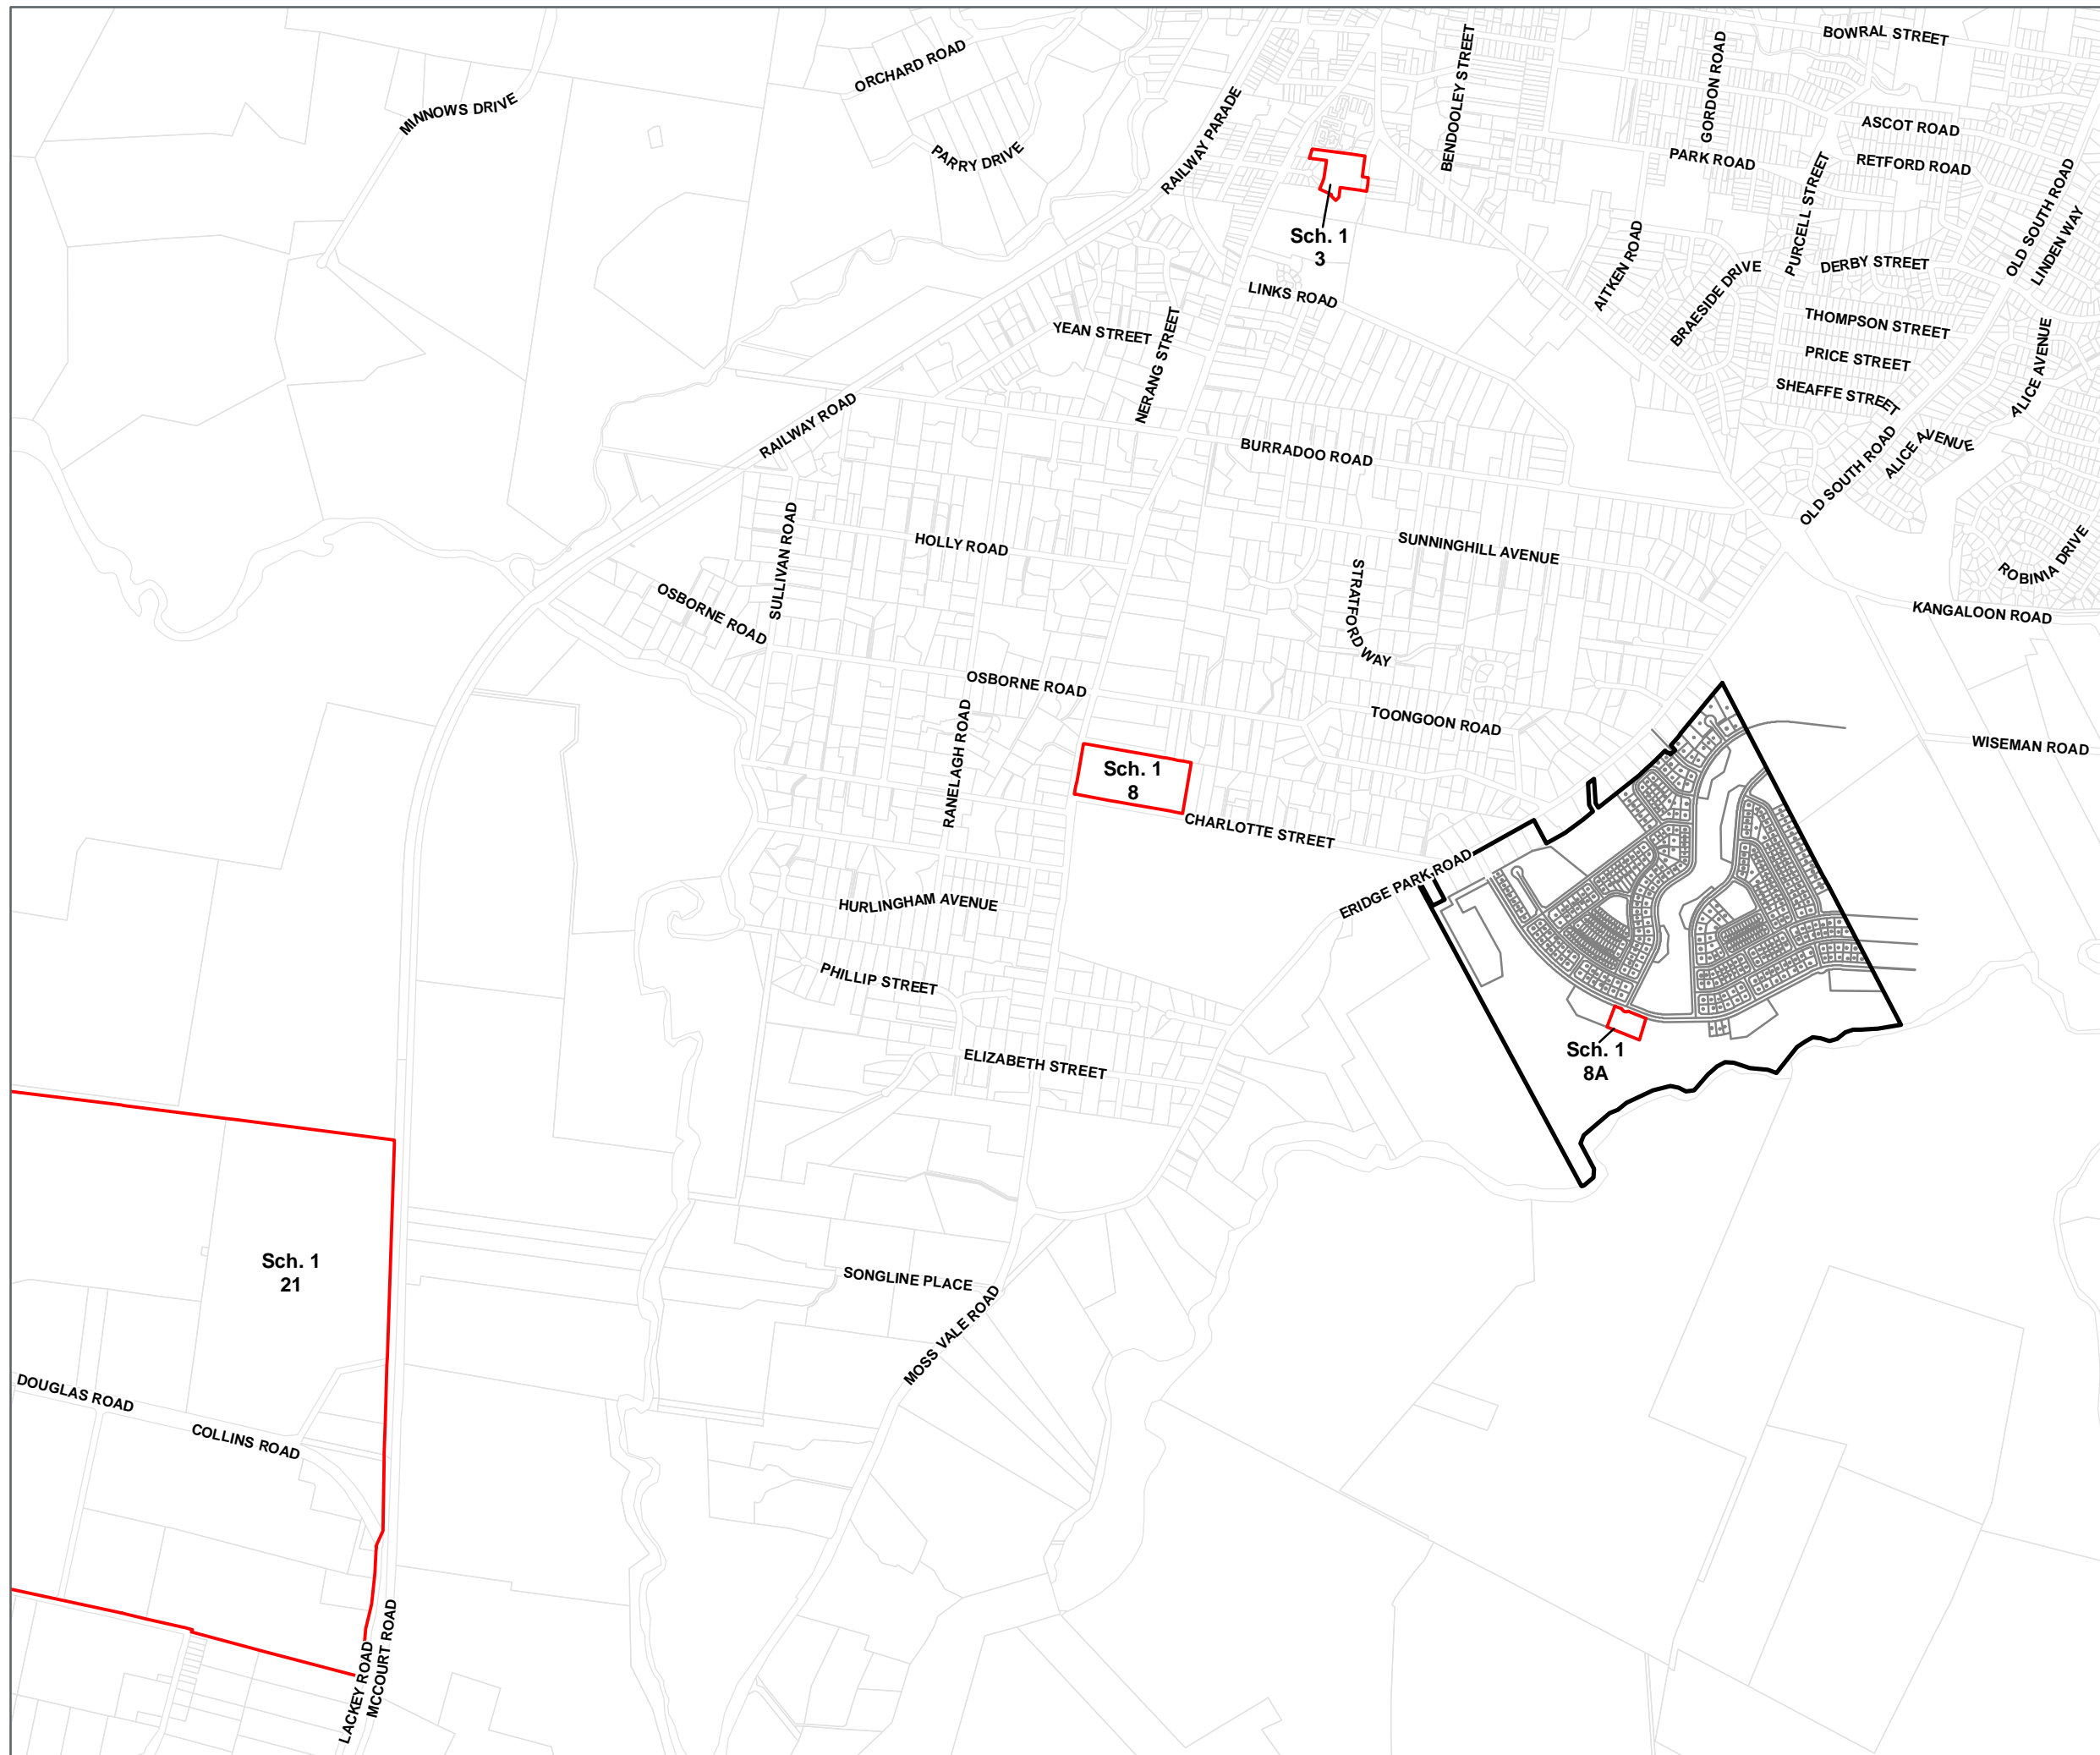 BOWRAL STREET
ORCHARD ROAD
MINNOWS DRIVE
PARRY DRIVE
RAILWAY PARADE
BENDOOLEY STREET
GORDON ROAD
ASCOT ROAD
PARK ROAD
RETFORD ROAD
PURCELL STREET
OLD SOUTH ROAD
LINDEN WAY
Sch. 1
3
AITKEN ROAD
BRAESIDE DRIVE
DERBY STREET
LINKS ROAD
YEAN STREET
NERANG STREET
THOMPSON STREET
PRICE STREET
SHEAFFE STREET
ALICE AVENUE
RAILWAY ROAD
BURRADOO ROAD
OLD SOUTH ROAD
ALICE AVENUE
SULLIVAN ROAD
HOLLY ROAD
SUNNINGHILL AVENUE
STRATFORD WAY
ROBINIA DRIVE
OSBORNE ROAD
KANGALOON ROAD
OSBORNE ROAD
RANELAGH ROAD
TOONGOON ROAD
WISEMAN ROAD
Sch. 1
8
CHARLOTTE STREET
ERIDGE PARK ROAD
HURLINGHAM AVENUE
PHILLIP STREET
ELIZABETH STREET
Sch. 1
8A
Sch. 1
21
SONGLINE PLACE
MOSS VALE ROAD
DOUGLAS ROAD
COLLINS ROAD
LACKEY ROAD
MCCOURT ROAD